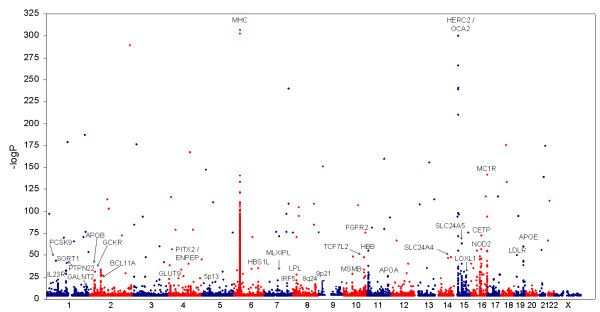 MHC
HERC2 /
OCA2
325
300
275
250
225
200
175
150
125
100
75
50
25
0
-logP
MC1R
PCSK9
SORT1
APOB
GCKR
PTPN22
IL23R
GALNT2
BCL11A
PITX2 /
ENPEP
GLUT9
5p13
HBS1L
MLXIPL
IRF5
LPL
8q24
9p21
FGFR2
TCF7L2
HBB
MSMB
APOA
SLC24A4
SLC24A5
LOXL1
CETP
NOD2
APOE
LDLR
1 2 3 4 5 6 7 8 9 10 11 12 13 14 15 16 17 18 19 20 2122 X